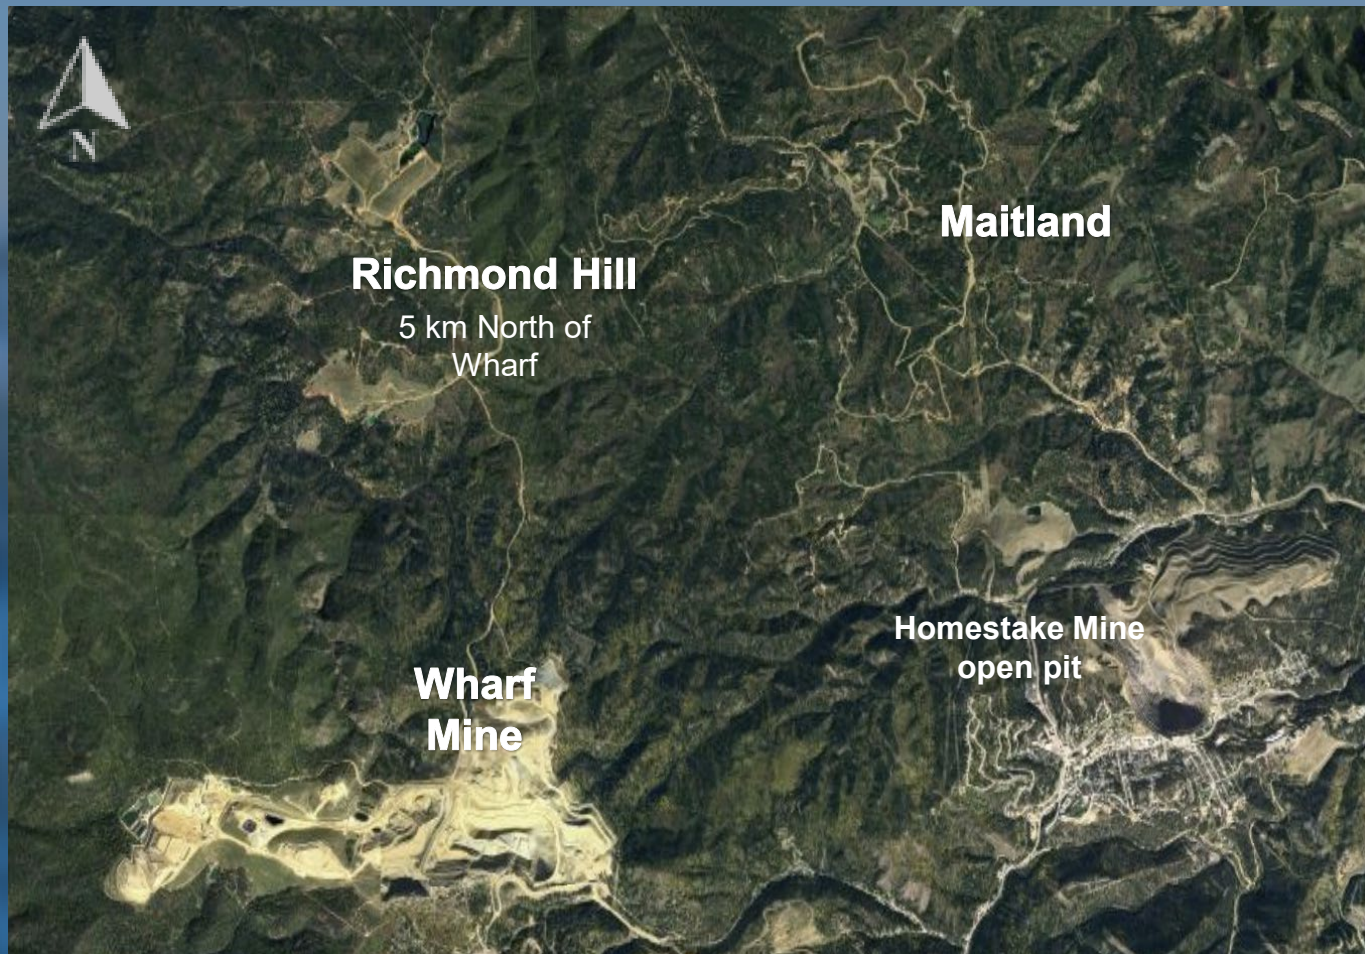 N
Maitland
Richmond Hill
5 km North of
Wharf
Homestake Mine
open pit
Wharf
Mine